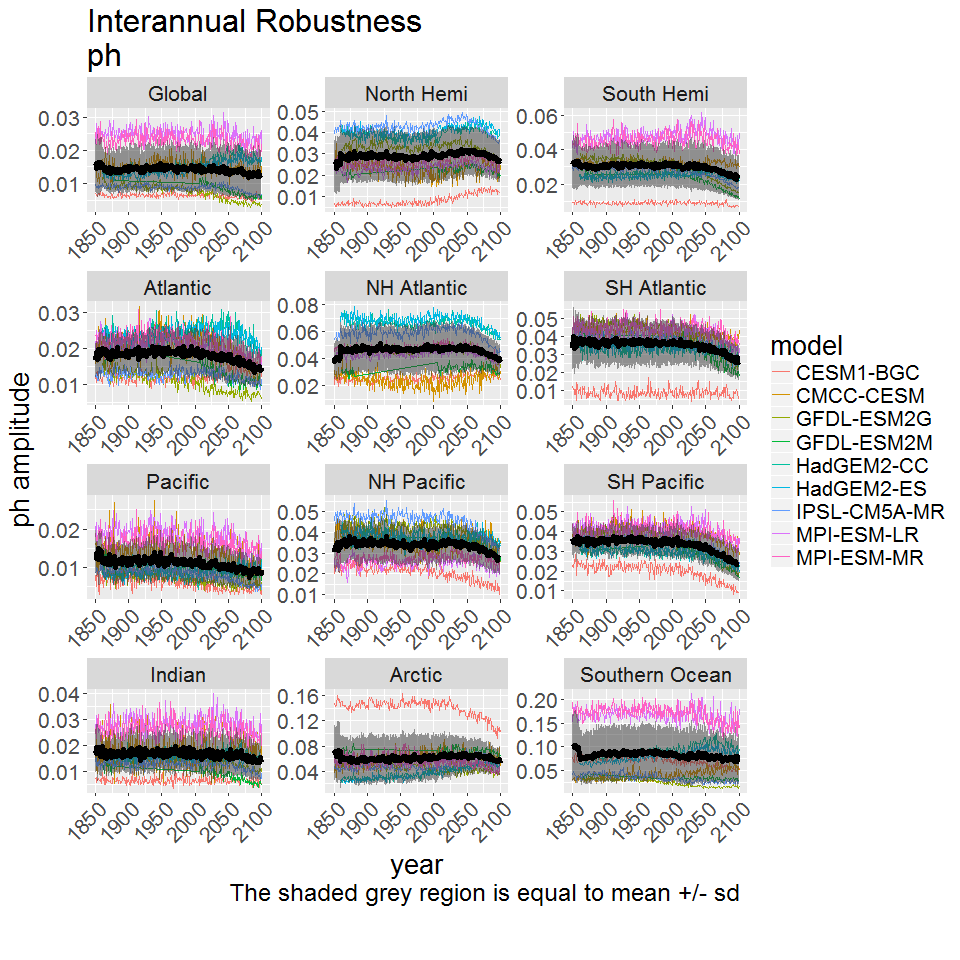 Interannual Robustness
ph
Global
North Hemi
South Hemi
0.03
0.02
0.01
0.05
0.04
0.03
0.02
0.01
0.06
0.04
0.02
1850 1900 1950 2000 2050 2100
1850 1900 1950 2000 2050 2100
1850 1900 1950 2000 2050 2100
Atlantic
NH Atlantic
SH Atlantic
0.03
0.02
0.01
0.08
0.06
0.04
0.02
0.05
0.04
0.03
0.02
0.01
1850 1900 1950 2000 2050 2100
1850 1900 1950 2000 2050 2100
1850 1900 1950 2000 2050 2100
Pacific
NH Pacific
SH Pacific
0.02
0.01
0.05
0.04
0.03
0.02
0.01
0.05
0.04
0.03
0.02
0.01
1850 1900 1950 2000 2050 2100
1850 1900 1950 2000 2050 2100
1850 1900 1950 2000 2050 2100
Indian
Arctic
Southern Ocean
0.04
0.03
0.02
0.01
0.16
0.12
0.08
0.04
0.20
0.15
0.10
0.05
1850 1900 1950 2000 2050 2100
1850 1900 1950 2000 2050 2100
1850 1900 1950 2000 2050 2100
ph amplitude
year
The shaded grey region is equal to mean +/- sd
model
CESM1-BGC
CMCC-CESM
GFDL-ESM2G
GFDL-ESM2M
HadGEM2-CC
HadGEM2-ES
IPSL-CM5A-MR
MPI-ESM-LR
MPI-ESM-MR